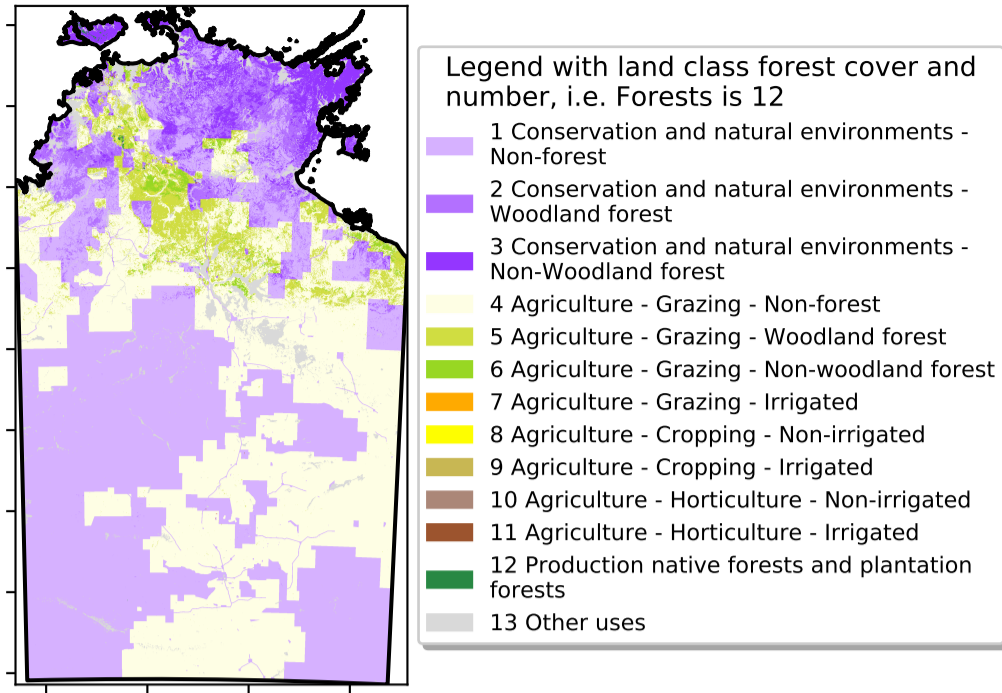 Legend with land class forest cover and
number, i.e. Forests is 12
1 Conservation and natural environments -
Non-forest
2 Conservation and natural environments -
Woodland forest
3 Conservation and natural environments -
Non-Woodland forest
4 Agriculture - Grazing - Non-forest
5 Agriculture - Grazing - Woodland forest
6 Agriculture - Grazing - Non-woodland forest
7 Agriculture - Grazing - Irrigated
8 Agriculture - Cropping - Non-irrigated
9 Agriculture - Cropping - Irrigated
10 Agriculture - Horticulture - Non-irrigated
11 Agriculture - Horticulture - Irrigated
12 Production native forests and plantation
forests
13 Other uses